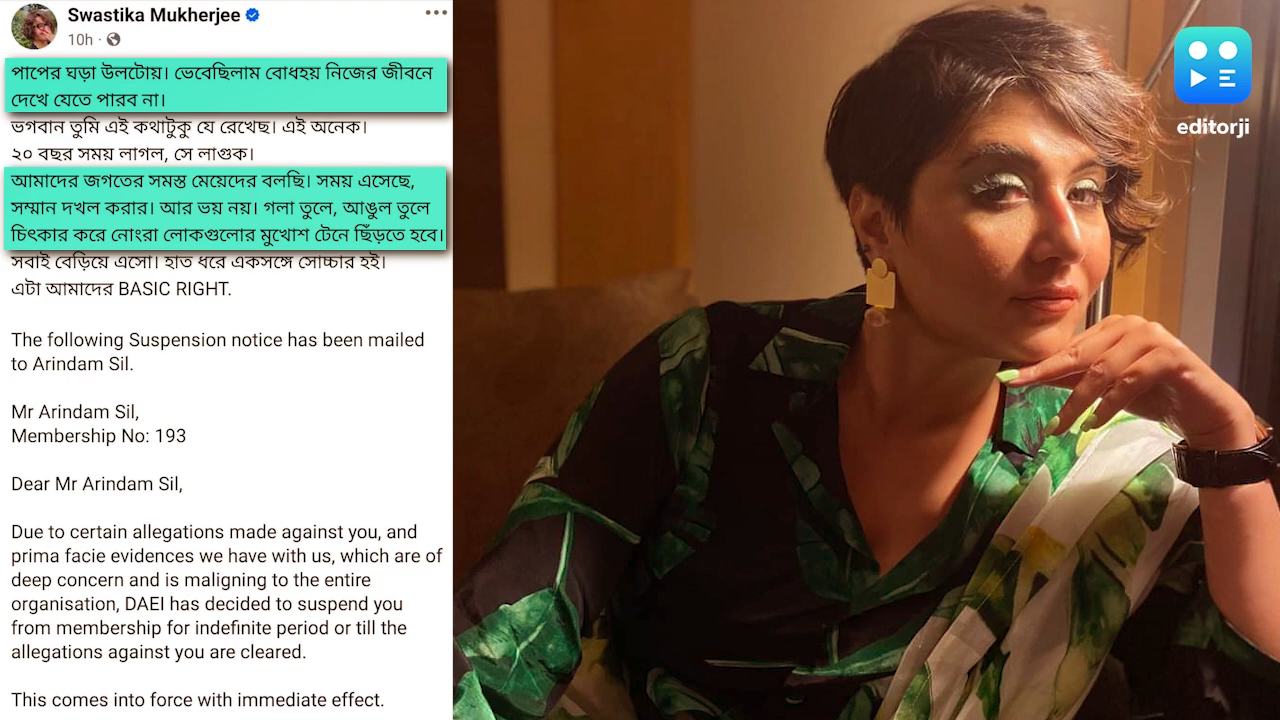 Swastika Mukherjee
10h
পাপের ঘড়া উলটোয়। ভেবেছিলাম বোধহয় নিজের জীবনে
দেখে যেতে পারব না।
ভগবান তুমি এই কথাটুকু যে রেখেছ। এই অনেক।
২০ বছর সময় লাগল, সে লাগুক।
আমাদের জগতের সমস্ত মেয়েদের বলছি। সময় এসেছে,
সম্মান দখল করার। আর ভয় নয়। গলা তুলে, আঙুল তুলে
চিৎকার করে নোংরা লোকগুলোর মুখোশ টেনে ছিঁড়তে হবে।
সবাই বেড়িয়ে এসো। হাত ধরে একসঙ্গে সোচ্চার হই।
এটা আমাদের BASIC RIGHT.
The following Suspension notice has been mailed
to Arindam Sil.
Mr Arindam Sil,
Membership No: 193
Dear Mr Arindam Sil,
Due to certain allegations made against you, and
prima facie evidences we have with us, which are of
deep concern and is maligning to the entire
organisation, DAEI has decided to suspend you
from membership for indefinite period or till the
allegations against you are cleared.
This comes into force with immediate effect.
editorji